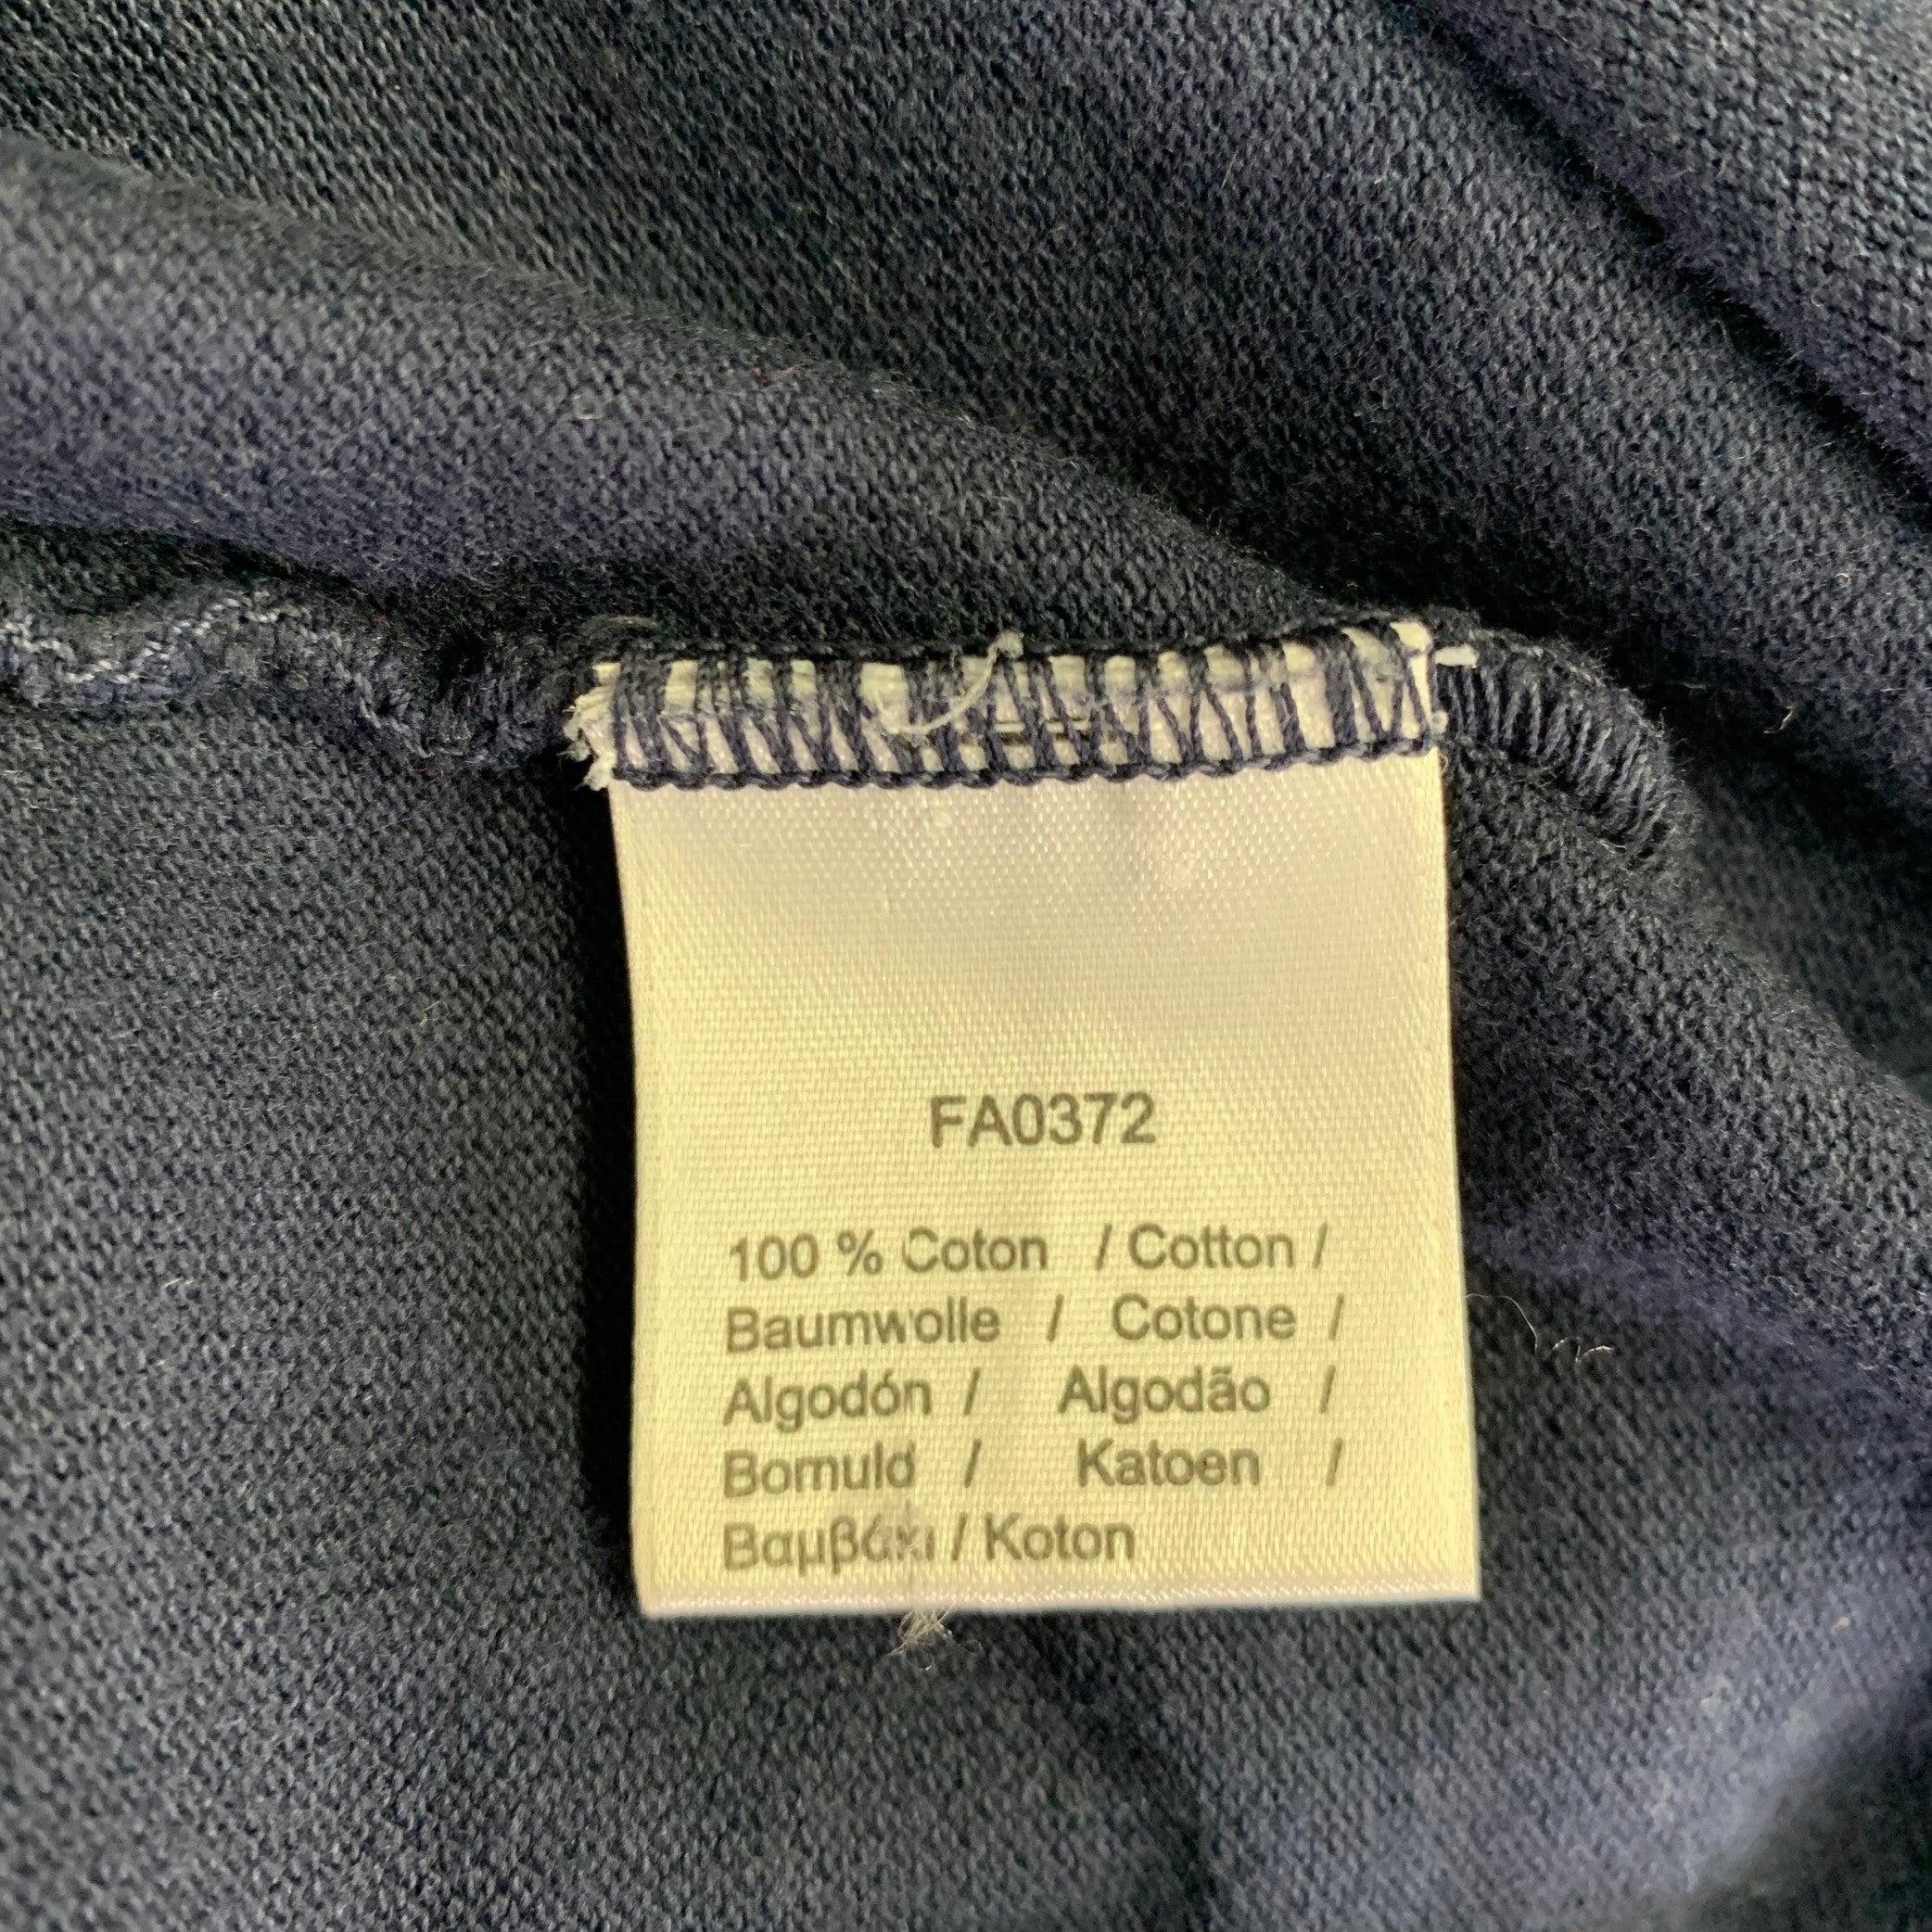 FA0372
100 % Coton / Cotton /
Baumwolle / Cotone /
Algodón / Algodão /
Bomuld / Katoen /
Βαμβάκι / Koton